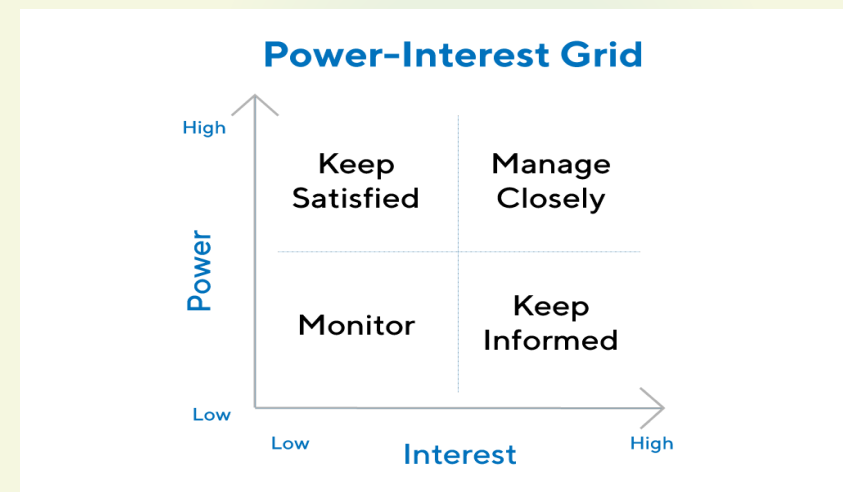 Power-Interest Grid
High
Keep
Satisfied
Manage
Closely
Power
Monitor
Keep
Informed
Low
Low
Interest
High